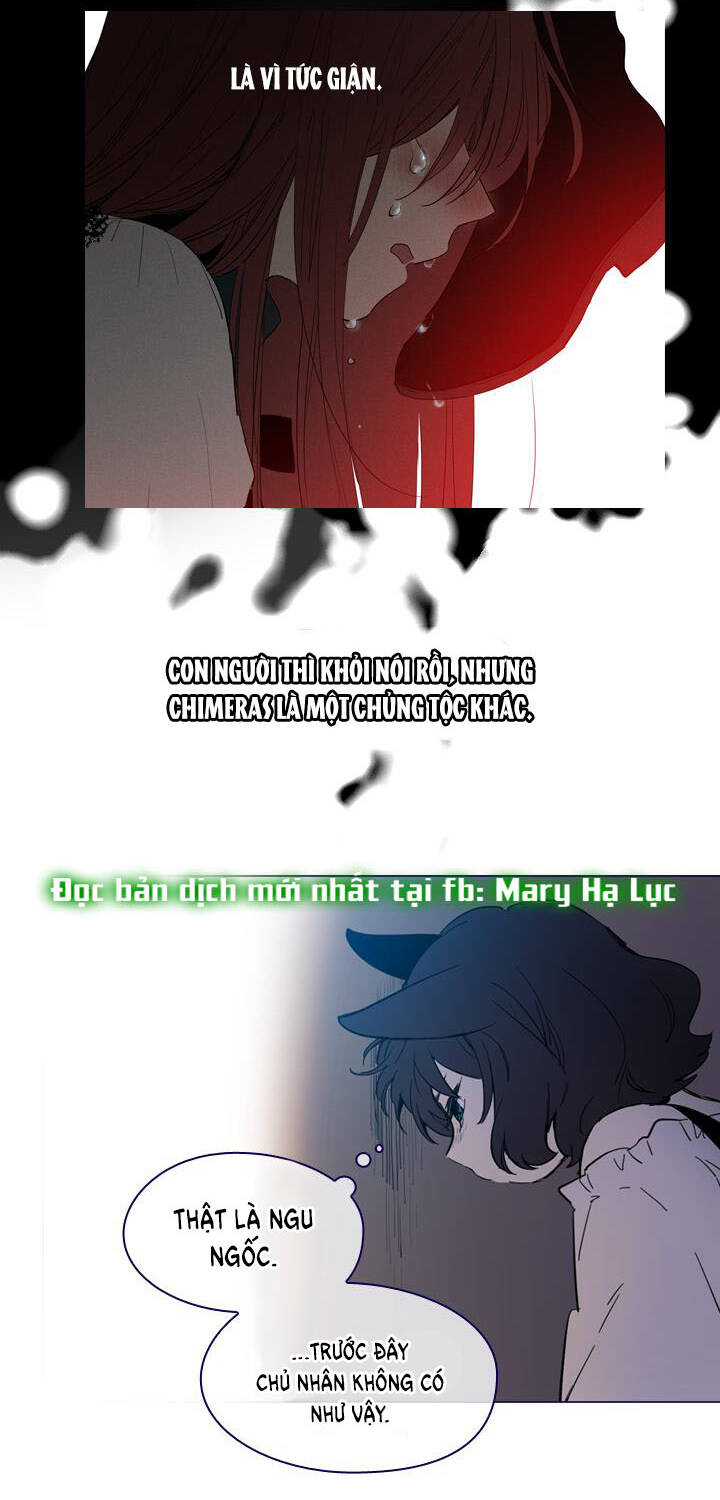 LÀ VÌ TỨC GIẬN.
CON NGƯỜI THÌ KHỎI NÓI RỒI, NHƯNG
CHIMERAS LÀ MỘT CHỦNG TỘC KHÁC.
Đọc bản dịch mới nhất tại fb: Mary Hạ Lục
THẬT LÀ NGU
NGỐC.
...TRƯỚC ĐÂY
CHỦ NHÂN KHÔNG CÓ
NHƯ VẬY.